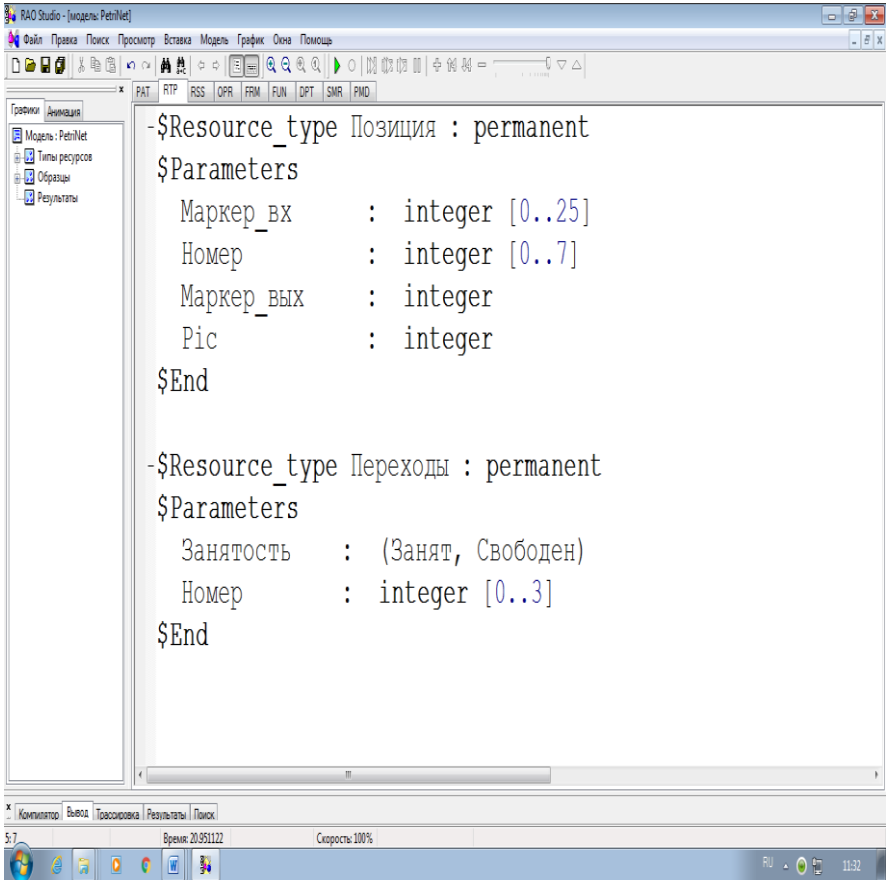 RAO Studio - [модель: PetriNet]
Файл Правка Поиск Просмотр Вставка Модель График Окна Помощь
PAT RTP RSS OPR FRM FUN DPT SMR PMD
Графики Анимация
Модель : PetriNet
Типы ресурсов
Образцы
Результаты
-$Resource_type Позиция : permanent
$Parameters
Маркер_вх : integer [0..25]
Номер : integer [0..7]
Маркер_вых : integer
Pic : integer
$End
-$Resource_type Переходы : permanent
$Parameters
Занятость : (Занят, Свободен)
Номер : integer [0..3]
$End
Компилятор Вывод Трассировка Результаты Поиск
5: 7 Время: 20.951122 Скорость: 100%
RU 11:32